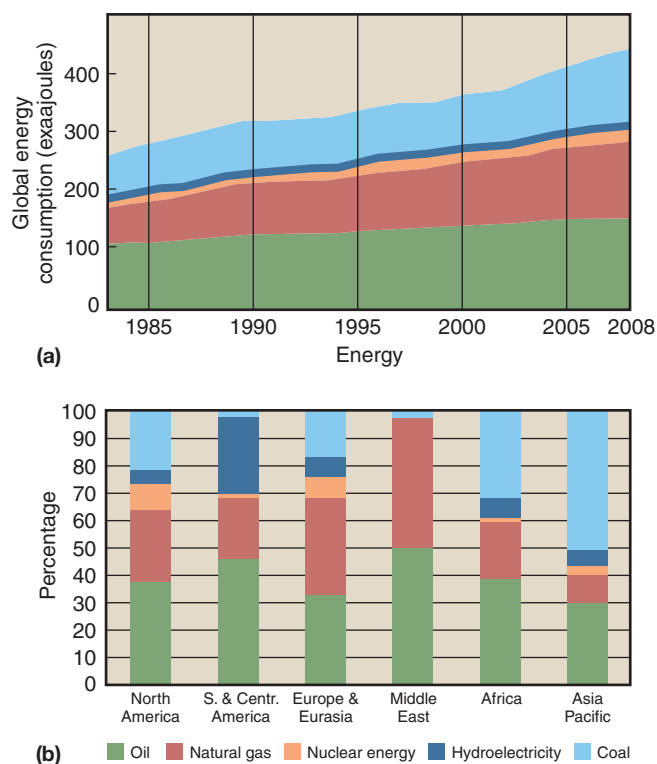 Global energy
consumption (exaajoules)
400
300
200
100
0
1985 1990 1995 2000 2005 2008
(a) Energy
Percentage
100
90
80
70
60
50
40
30
20
10
0
North
America
S. & Centr.
America
Europe &
Eurasia
Middle
East
Africa
Asia
Pacific
(b) Oil Natural gas Nuclear energy Hydroelectricity Coal